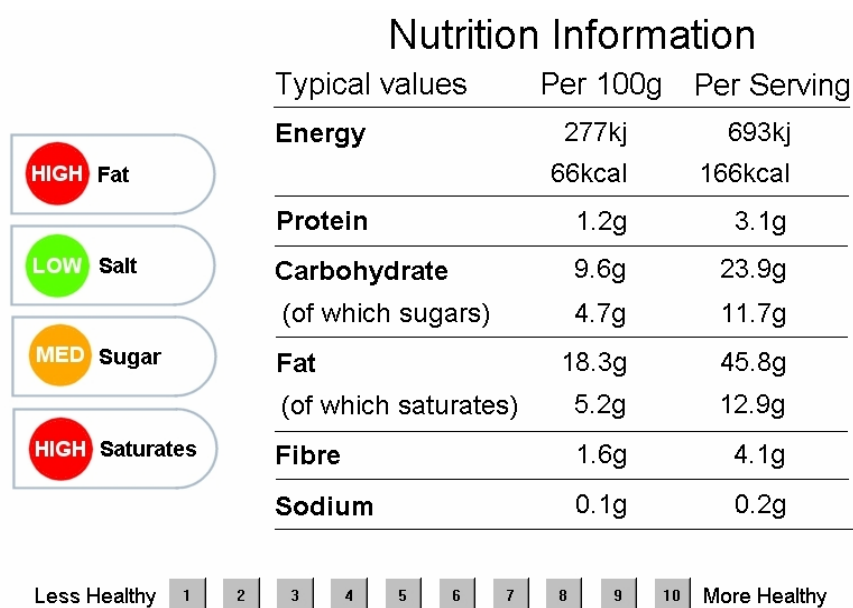 Nutrition Information
Typical values Per 100g Per Serving
Energy 277kj 693kj
66kcal 166kcal
Protein 1.2g 3.1g
Carbohydrate 9.6g 23.9g
(of which sugars) 4.7g 11.7g
Fat 18.3g 45.8g
(of which saturates) 5.2g 12.9g
Fibre 1.6g 4.1g
Sodium 0.1g 0.2g
HIGH Fat
LOW Salt
MED Sugar
HIGH Saturates
Less Healthy 1 2 3 4 5 6 7 8 9 10 More Healthy